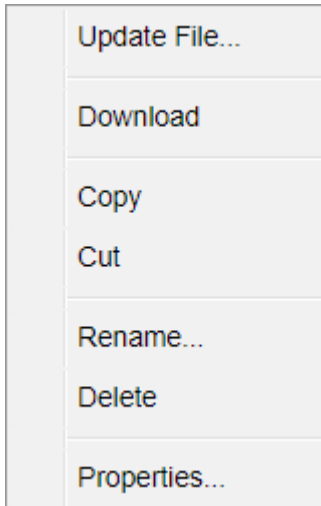 Update File...
Download
Copy
Cut
Rename...
Delete
Properties...